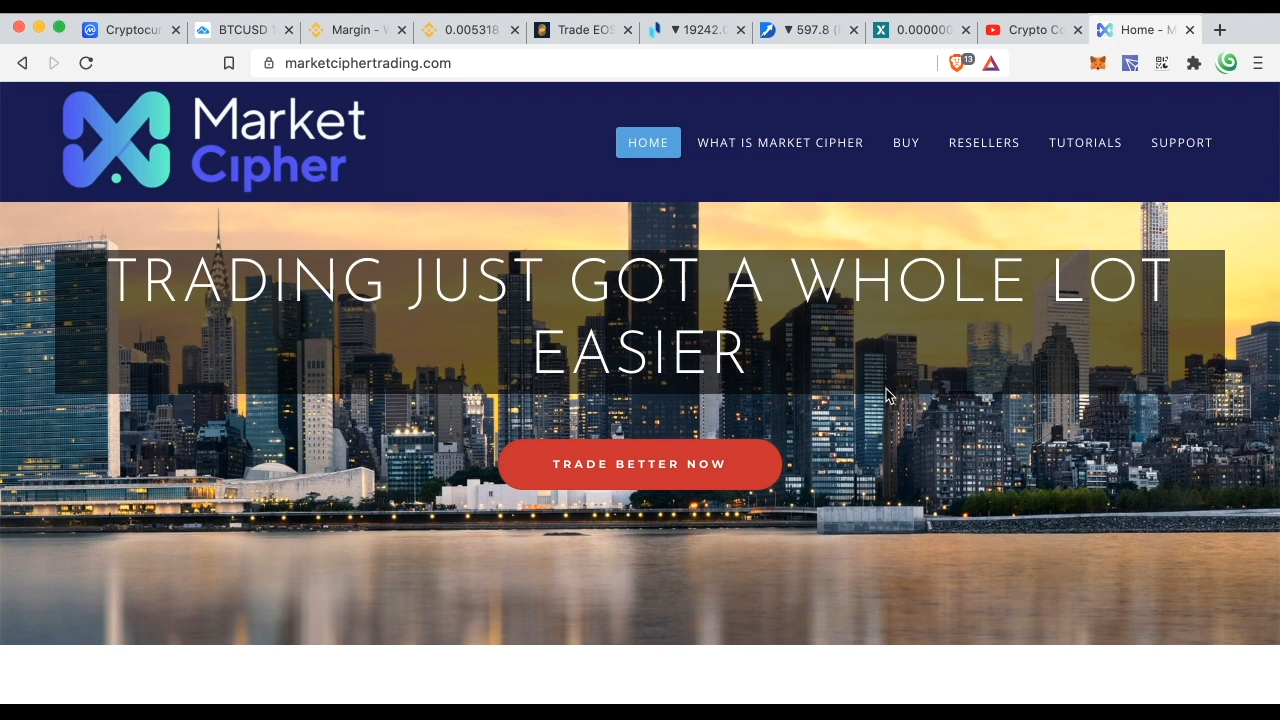 Cryptocur
BTCUSD 1
Margin - W
0.005318
Trade EOS
▼ 19242.0
▼ 597.8 (
0.000000
Crypto Co
Home - M
marketciphertrading.com
13
Market
Cipher
HOME
WHAT IS MARKET CIPHER
BUY
RESELLERS
TUTORIALS
SUPPORT
TRADING JUST GOT A WHOLE LOT
EASIER
TRADE BETTER NOW